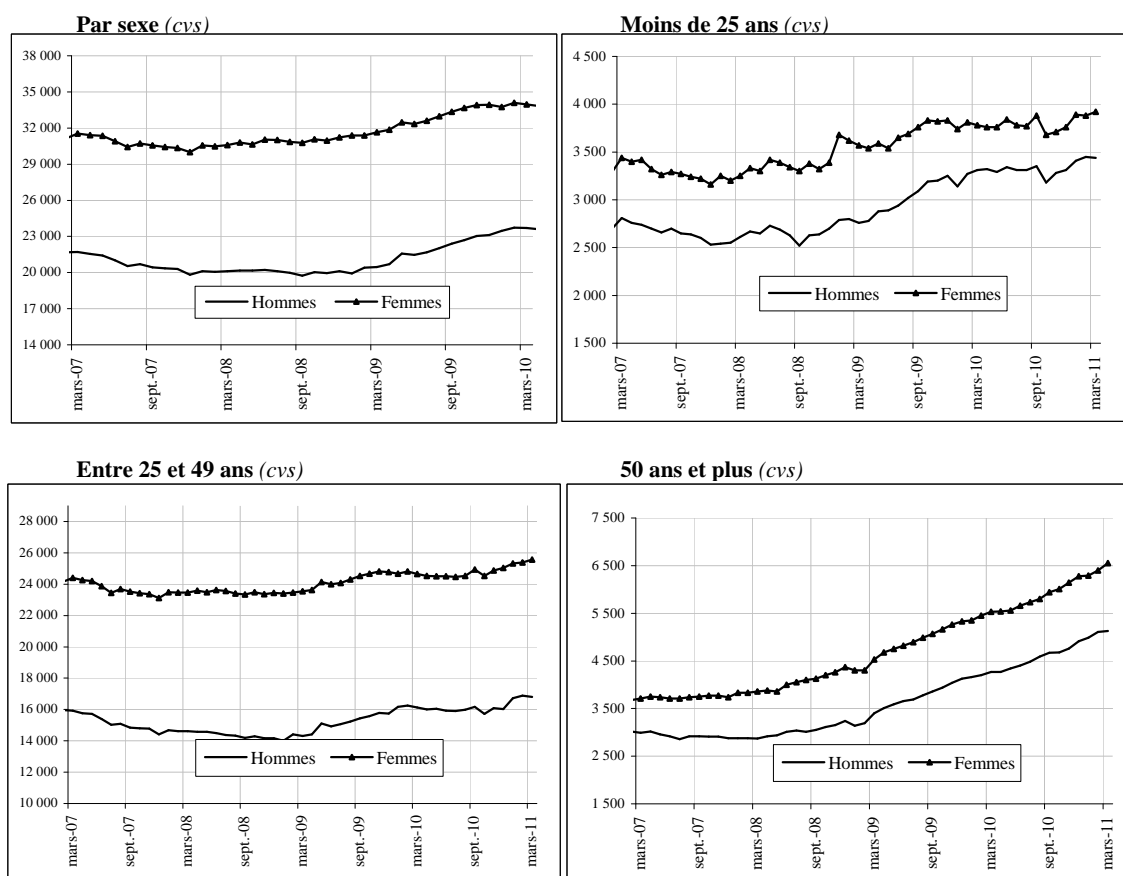 Par sexe (cvs)
38 000
34 000
30 000
26 000
22 000
18 000
14 000
Hommes
Femmes
mars-07
sept.-07
mars-08
sept.-08
mars-09
sept.-09
mars-10
Moins de 25 ans (cvs)
4 500
4 000
3 500
3 000
2 500
2 000
1 500
Hommes
Femmes
mars-07
sept.-07
mars-08
sept.-08
mars-09
sept.-09
mars-10
sept.-10
mars-11
Entre 25 et 49 ans (cvs)
28 000
26 000
24 000
22 000
20 000
18 000
16 000
14 000
12 000
10 000
Hommes
Femmes
mars-07
sept.-07
mars-08
sept.-08
mars-09
sept.-09
mars-10
sept.-10
mars-11
50 ans et plus (cvs)
7 500
6 500
5 500
4 500
3 500
2 500
1 500
Hommes
Femmes
mars-07
sept.-07
mars-08
sept.-08
mars-09
sept.-09
mars-10
sept.-10
mars-11